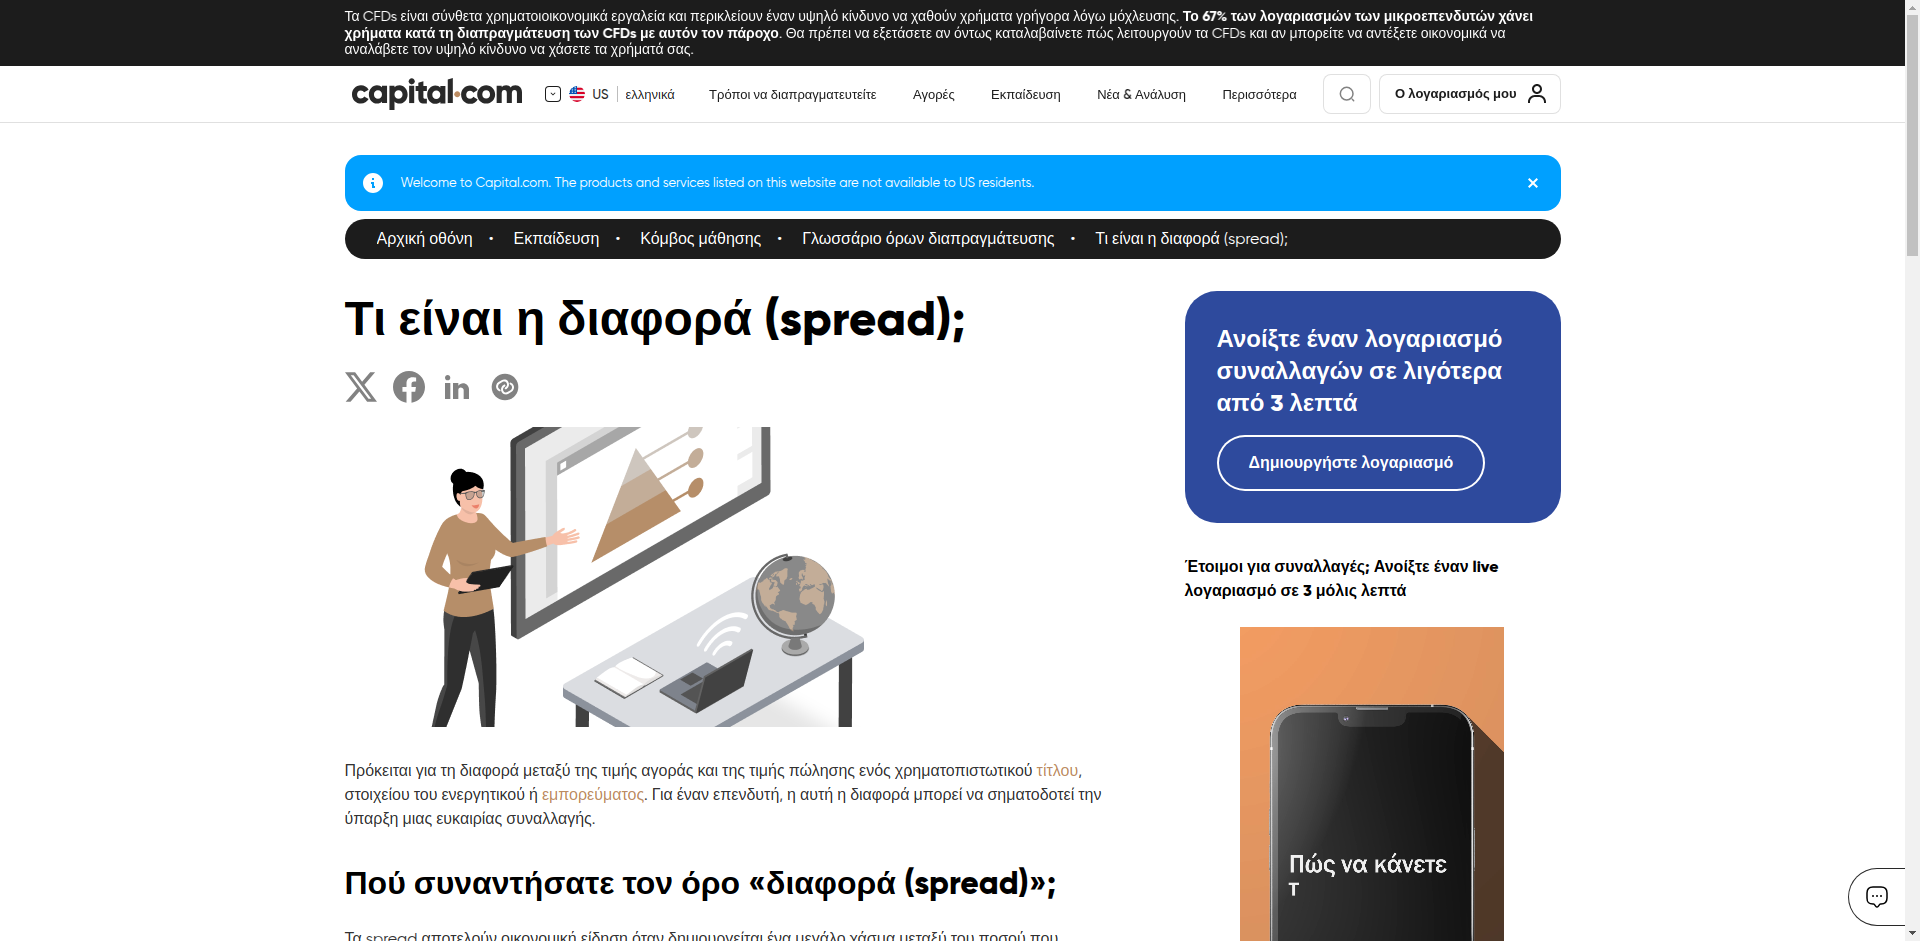 Τα CFDs είναι σύνθετα χρηματοιοικονομικά εργαλεία και περικλείουν έναν υψηλό κίνδυνο να χαθούν χρήματα γρήγορα λόγω μόχλευσης. Το 67% των λογαριασμών των μικροεπενδυτών χάνει
χρήματα κατά τη διαπραγμάτευση των CFDs με αυτόν τον πάροχο. Θα πρέπει να εξετάσετε αν όντως καταλαβαίνετε πώς λειτουργούν τα CFDs και αν μπορείτε να αντέξετε οικονομικά να
αναλάβετε τον υψηλό κίνδυνο να χάσετε τα χρήματά σας.
capital.com
US
ελληνικά
Τρόποι να διαπραγματευτείτε
Αγορές
Εκπαίδευση
Νέα & Ανάλυση
Περισσότερα
Ο λογαριασμός μου
Welcome to Capital.com. The products and services listed on this website are not available to US residents.
Αρχική οθόνη • Εκπαίδευση • Κόμβος μάθησης • Γλωσσάριο όρων διαπραγμάτευσης • Τι είναι η διαφορά (spread);
Τι είναι η διαφορά (spread);
Πρόκειται για τη διαφορά μεταξύ της τιμής αγοράς και της τιμής πώλησης ενός χρηματοπιστωτικού τίτλου,
στοιχείου του ενεργητικού ή εμπορεύματος. Για έναν επενδυτή, η αυτή η διαφορά μπορεί να σηματοδοτεί την
ύπαρξη μιας ευκαιρίας συναλλαγής.
Πού συναντήσατε τον όρο «διαφορά (spread)»;
Τα spread αποτελούν οικονομική είδηση όταν δημιουργείται ένα μεγάλο χάσμα μεταξύ του ποσού που
Ανοίξτε έναν λογαριασμό
συναλλαγών σε λιγότερα
από 3 λεπτά
Δημιουργήστε λογαριασμό
Έτοιμοι για συναλλαγές; Ανοίξτε έναν live
λογαριασμό σε 3 μόλις λεπτά
Πώς να κάνετε
τ